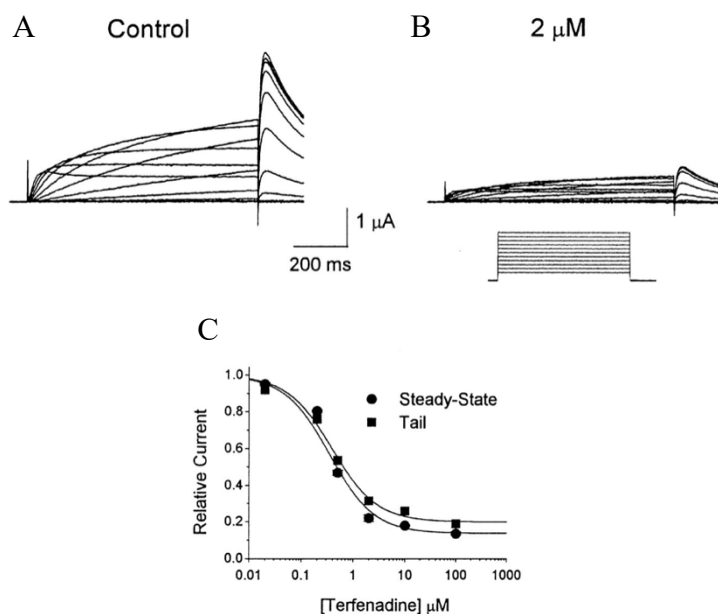 A Control
B 2 μM
1 μA
200 ms
C
1.0
0.8
0.6
0.4
0.2
0.0
Relative Current
Steady-State
Tail
0.01 0.1 1 10 100 1000
[Terfenadine] μM